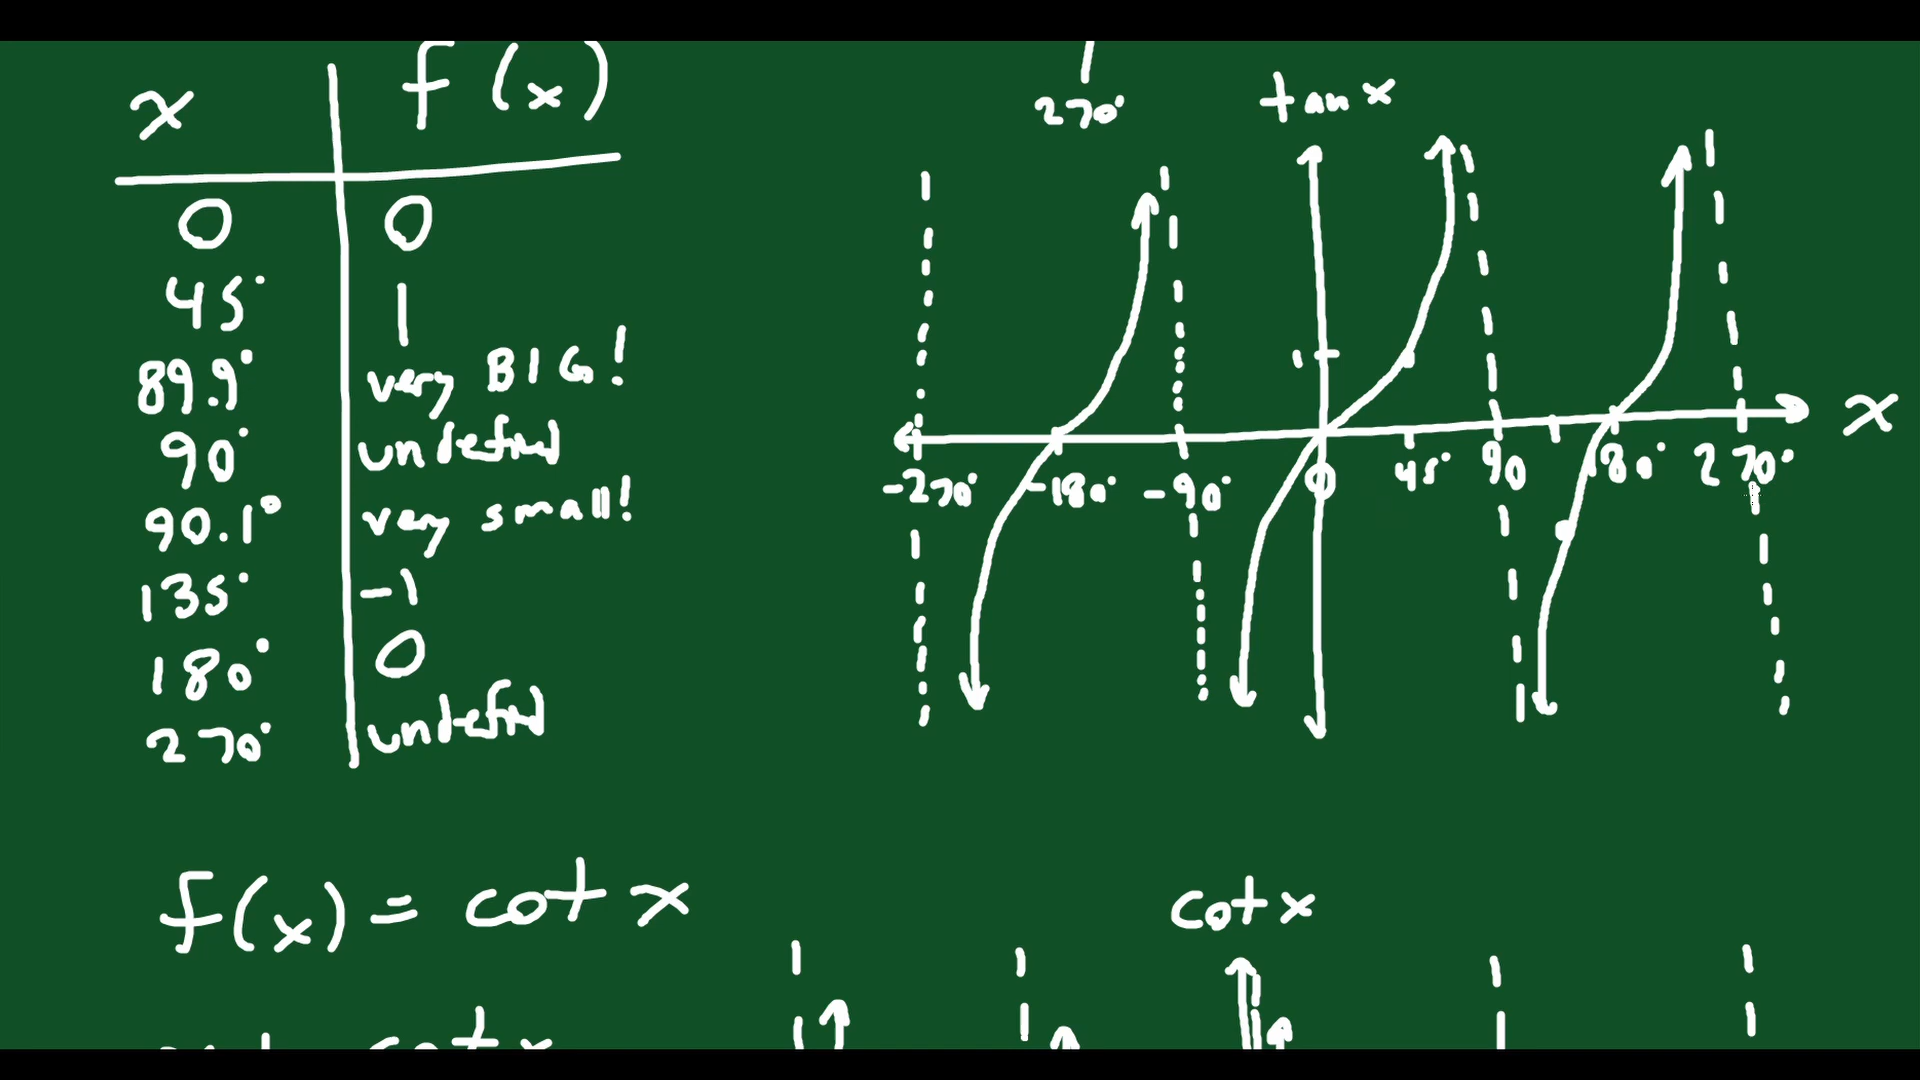 x f(x)
0 0
45° 1
89.9° very BIG!
90° undefined
90.1° very small!
135° -1
180° 0
270° undefined
270°
tan x
1
x
-270° -180° -90° 0 45° 90 180° 270°
f(x) = cot x
cot x
cot x